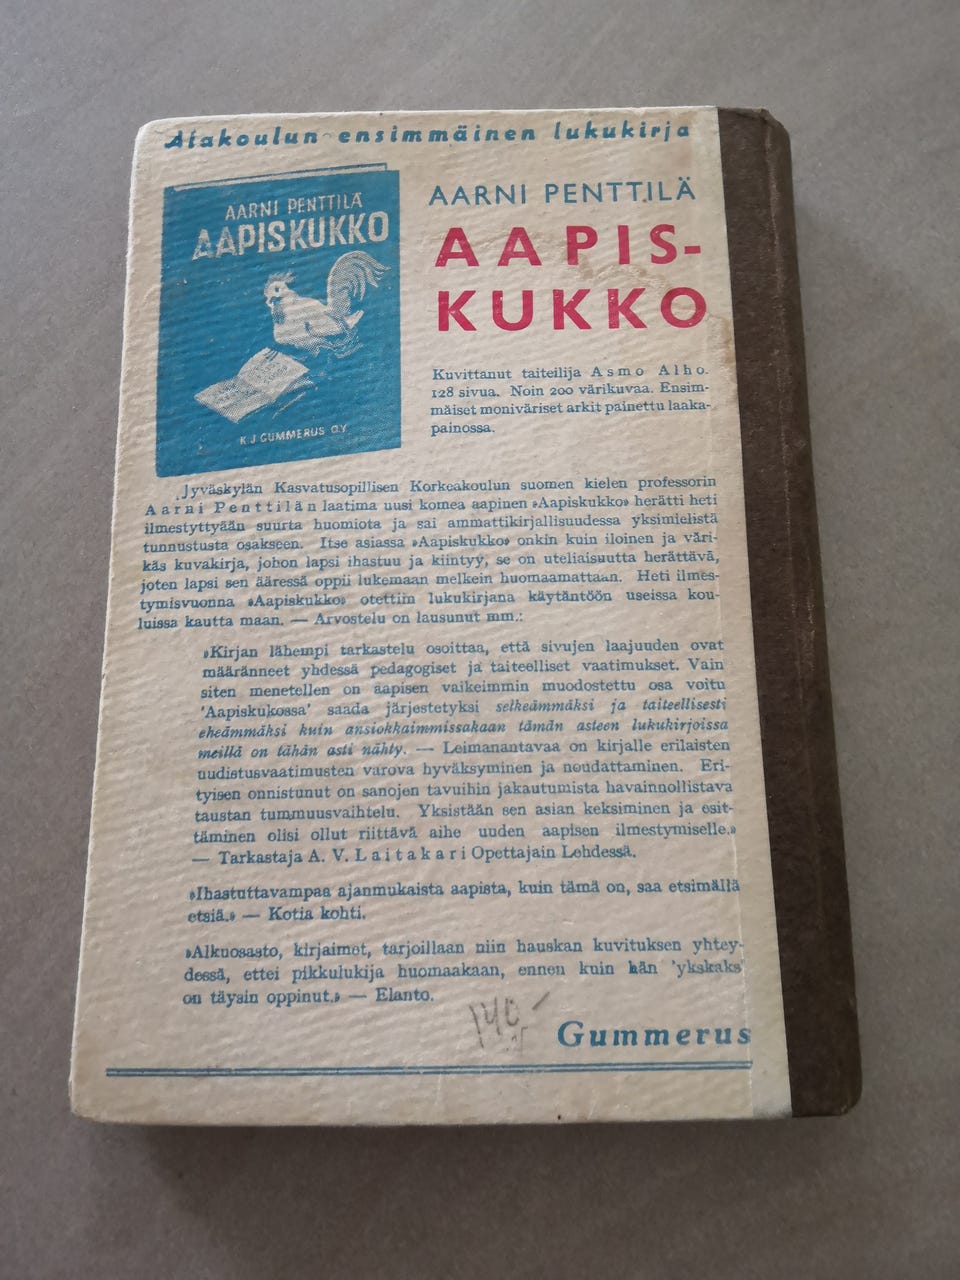 Alakoulun ensimmäinen lukukirja
AARNI PENTTILÄ
AAPISKUKKO
K.J GUMMERUS O.Y.
AARNI PENTTILÄ
AAPIS-
KUKKO
Kuvittanut taiteilija Asmo Alho.
128 sivua. Noin 200 värikuvaa. Ensim-
mäiset moniväriset arkit painettu laaka-
painossa.
Jyväskylän Kasvatusopillisen Korkeakoulun suomen kielen professorin
Aarni Penttilän laatima uusi komea aapinen »Aapiskukko» herätti heti
ilmestyttyään suurta huomiota ja sai ammattikirjallisuudessa yksimielistä
tunnustusta osakseen. Itse asiassa »Aapiskukko» onkin kuin iloinen ja väri-
käs kuvakirja, johon lapsi ihastuu ja kiintyy, se on uteliaisuutta herättävä,
joten lapsi sen ääressä oppii lukemaan melkein huomaamattaan. Heti ilmes-
tymisvuonna »Aapiskukko» otettiin lukukirjana käytäntöön useissa kou-
luissa kautta maan. — Arvostelu on lausunut mm.:
»Kirjan lähempi tarkastelu osoittaa, että sivujen laajuuden ovat
määränneet yhdessä pedagogiset ja taiteelliset vaatimukset. Vain
siten menetellen on aapisen vaikeimmin muodostettu osa voitu
'Aapiskukossa' saada järjestetyksi selkeämmäksi ja taiteellisesti
eheämmäksi kuin ansiokkaimmissakaan tämän asteen lukukirjoissa
meillä on tähän asti nähty. — Leimanantavaa on kirjalle erilaisten
uudistusvaatimusten varova hyväksyminen ja noudattaminen. Eri-
tyisen onnistunut on sanojen tavuihin jakautumista havainnollistava
taustan tummuusvaihtelu. Yksistään sen asian keksiminen ja esit-
täminen olisi ollut riittävä aihe uuden aapisen ilmestymiselle.»
— Tarkastaja A. V. Laitakari Opettajain Lehdessä.
»Ihastuttavampaa ajanmukaista aapista, kuin tämä on, saa etsimällä
etsiä.» — Kotia kohti.
»Alkuosasto, kirjaimet, tarjoillaan niin hauskan kuvituksen yhtey-
dessä, ettei pikkulukija huomaakaan, ennen kuin hän 'ykskaks'
on täysin oppinut.» — Elanto.
140 -
Gummerus